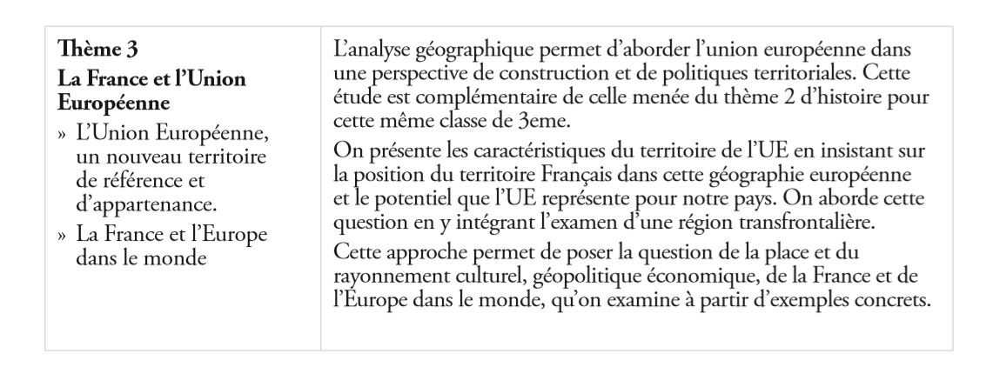 Thème 3
La France et l’Union
Européenne
» L’Union Européenne,
un nouveau territoire
de référence et
d’appartenance.
» La France et l’Europe
dans le monde
L’analyse géographique permet d’aborder l’union européenne dans
une perspective de construction et de politiques territoriales. Cette
étude est complémentaire de celle menée du thème 2 d’histoire pour
cette même classe de 3eme.
On présente les caractéristiques du territoire de l’UE en insistant sur
la position du territoire Français dans cette géographie européenne
et le potentiel que l’UE représente pour notre pays. On aborde cette
question en y intégrant l’examen d’une région transfrontalière.
Cette approche permet de poser la question de la place et du
rayonnement culturel, géopolitique économique, de la France et de
l’Europe dans le monde, qu’on examine à partir d’exemples concrets.